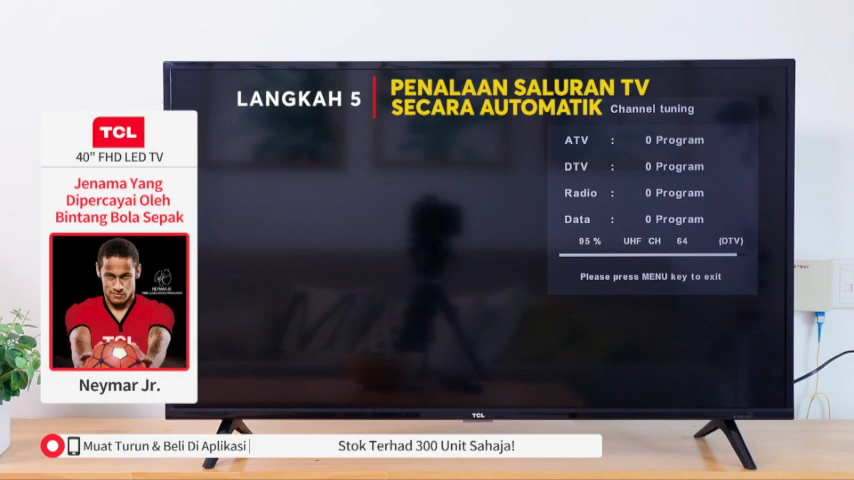 LANGKAH 5
PENALAAN SALURAN TV
SECARA AUTOMATIK
Channel tuning
ATV : 0 Program
DTV : 0 Program
Radio : 0 Program
Data : 0 Program
95 % UHF CH 64 (DTV)
Please press MENU key to exit
TCL
40" FHD LED TV
Jenama Yang
Dipercayai Oleh
Bintang Bola Sepak
NEYMAR JR
TCL
Neymar Jr.
TCL
Muat Turun & Beli Di Aplikasi
Stok Terhad 300 Unit Sahaja!